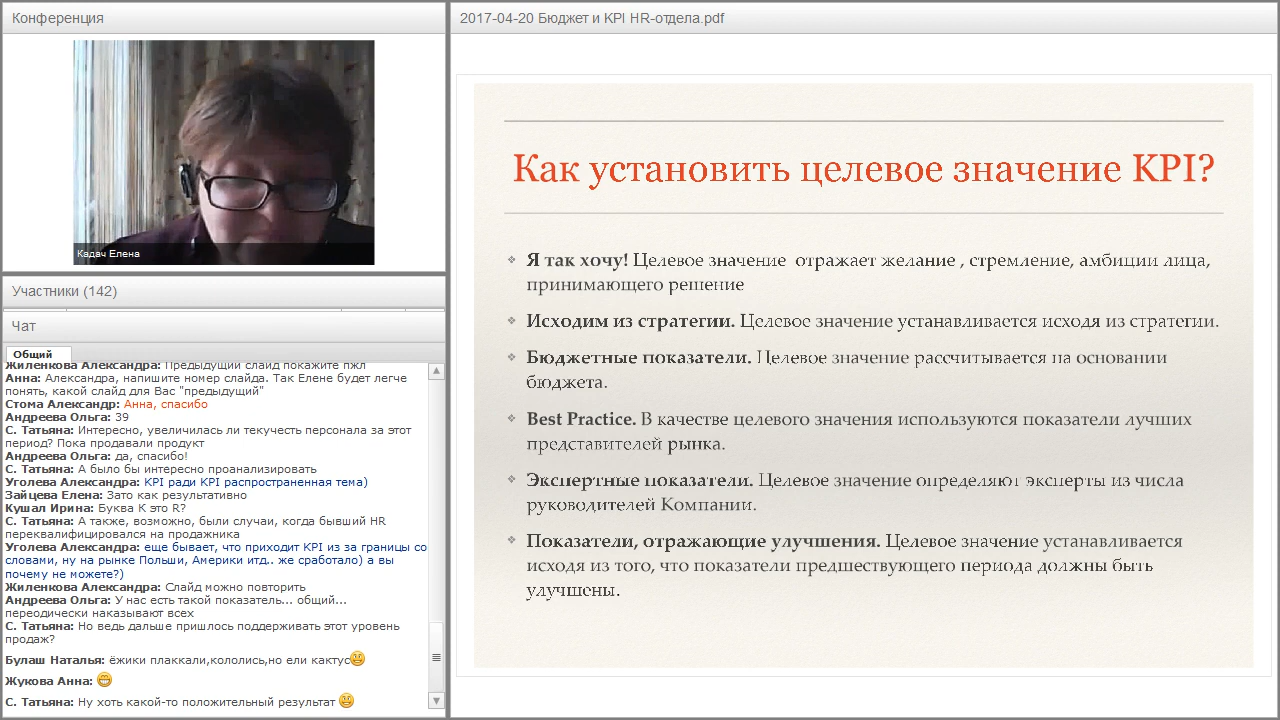 Конференция
Кадач Елена
Участники (142)
Чат
Общий
Жиленкова Александра: Предыдущий слайд покажите пжл
Анна: Александра, напишите номер слайда. Так Елене будет легче
понять, какой слайд для Вас "предыдущий"
Стома Александр: Анна, спасибо
Андреева Ольга: 39
С. Татьяна: Интересно, увеличилась ли текучесть персонала за этот
период? Пока продавали продукт
Андреева Ольга: да, спасибо!
С. Татьяна: А было бы интересно проанализировать
Уголева Александра: KPI ради KPI распространенная тема)
Зайцева Елена: Зато как результативно
Кушал Ирина: Буква К это R?
С. Татьяна: А также, возможно, были случаи, когда бывший HR
переквалифицировался на продажника
Уголева Александра: еще бывает, что приходит KPI из за границы со
словами, ну на рынке Польши, Америки итд.. же сработало) а вы
почему не можете?)
Жиленкова Александра: Слайд можно повторить
Андреева Ольга: У нас есть такой показатель... общий...
переодически наказывают всех
С. Татьяна: Но ведь дальше пришлось поддерживать этот уровень
продаж?
Булаш Наталья: ёжики плаккали,кололись,но ели кактус
Жукова Анна:
С. Татьяна: Ну хоть какой-то положительный результат
2017-04-20 Бюджет и KPI HR-отдела.pdf
Как установить целевое значение KPI?
Я так хочу! Целевое значение отражает желание , стремление, амбиции лица,
принимающего решение
Исходим из стратегии. Целевое значение устанавливается исходя из стратегии.
Бюджетные показатели. Целевое значение рассчитывается на основании
бюджета.
Best Practice. В качестве целевого значения используются показатели лучших
представителей рынка.
Экспертные показатели. Целевое значение определяют эксперты из числа
руководителей Компании.
Показатели, отражающие улучшения. Целевое значение устанавливается
исходя из того, что показатели предшествующего периода должны быть
улучшены.